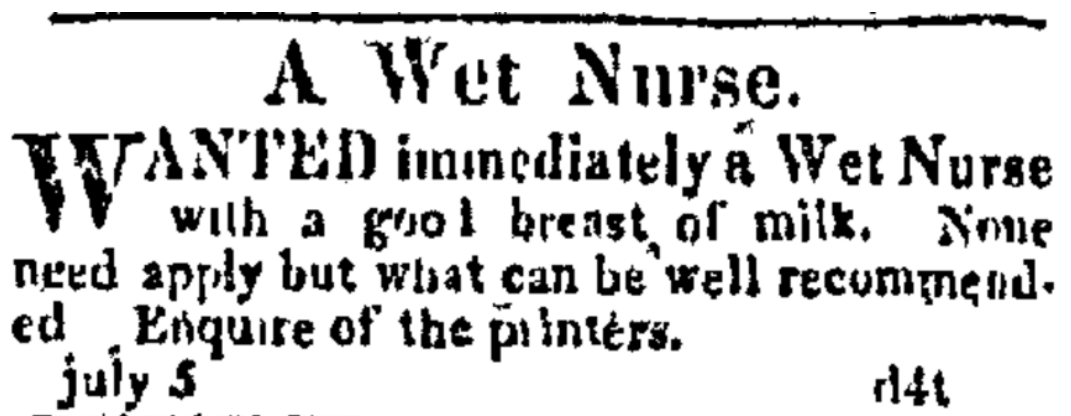 A Wet Nurse.
WANTED immediately a Wet Nurse
with a good breast of milk. None
need apply but what can be well recommend-
ed Enquire of the printers.
july 5 d4t